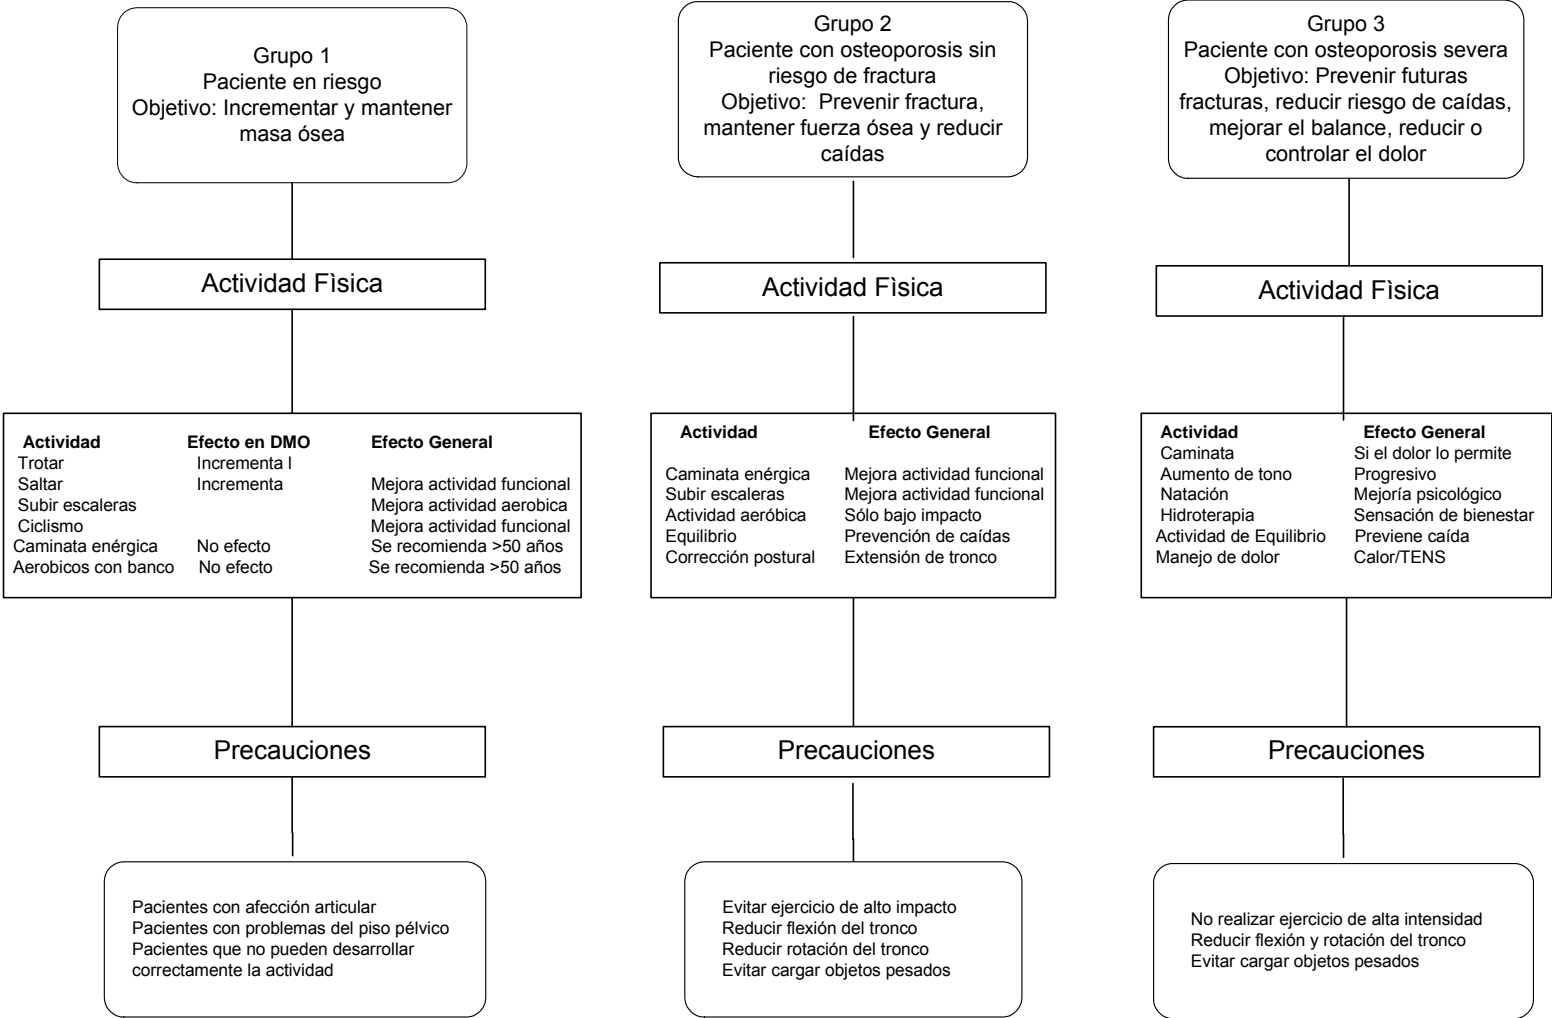 Grupo 1
Paciente en riesgo
Objetivo: Incrementar y mantener
masa ósea
Actividad Fìsica
Actividad Efecto en DMO Efecto General
Trotar Incrementa l
Saltar Incrementa Mejora actividad funcional
Subir escaleras Mejora actividad aerobica
Ciclismo Mejora actividad funcional
Caminata enérgica No efecto Se recomienda >50 años
Aerobicos con banco No efecto Se recomienda >50 años
Precauciones
Pacientes con afección articular
Pacientes con problemas del piso pélvico
Pacientes que no pueden desarrollar
correctamente la actividad
Grupo 2
Paciente con osteoporosis sin
riesgo de fractura
Objetivo: Prevenir fractura,
mantener fuerza ósea y reducir
caídas
Actividad Fìsica
Actividad Efecto General
Caminata enérgica Mejora actividad funcional
Subir escaleras Mejora actividad funcional
Actividad aeróbica Sólo bajo impacto
Equilibrio Prevención de caídas
Corrección postural Extensión de tronco
Precauciones
Evitar ejercicio de alto impacto
Reducir flexión del tronco
Reducir rotación del tronco
Evitar cargar objetos pesados
Grupo 3
Paciente con osteoporosis severa
Objetivo: Prevenir futuras
fracturas, reducir riesgo de caídas,
mejorar el balance, reducir o
controlar el dolor
Actividad Fìsica
Actividad Efecto General
Caminata Si el dolor lo permite
Aumento de tono Progresivo
Natación Mejoría psicológico
Hidroterapia Sensación de bienestar
Actividad de Equilibrio Previene caída
Manejo de dolor Calor/TENS
Precauciones
No realizar ejercicio de alta intensidad
Reducir flexión y rotación del tronco
Evitar cargar objetos pesados